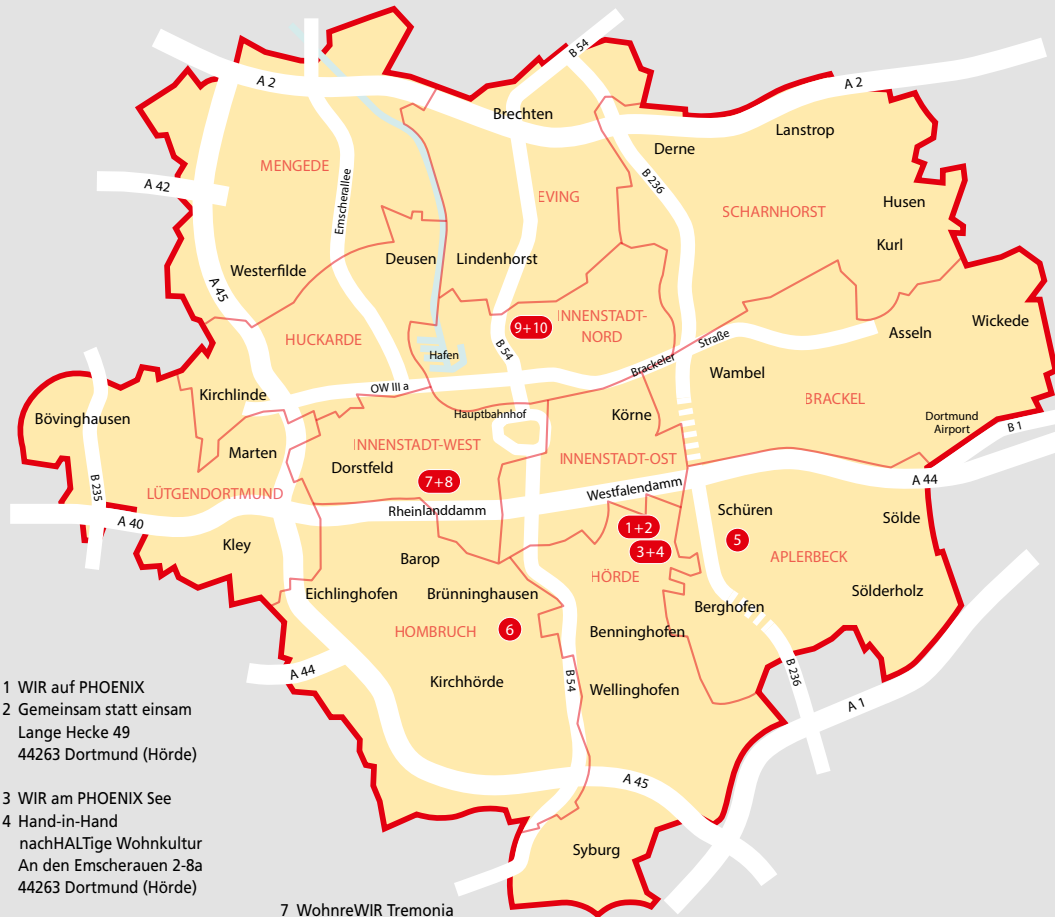 B 54
A 2
A 2
Brechten
Lanstrop
Derne
MENGEDE
B 236
A 42
Emscherallee
EVING
SCHARNHORST
Husen
Kurl
Deusen
Lindenhorst
Westerfilde
A 45
9+10
INNENSTADT-
NORD
Wickede
Asseln
HUCKARDE
Hafen
B 54
Brackeler
Straße
Wambel
OW III a
Kirchlinde
BRACKEL
Bövinghausen
Hauptbahnhof
Körne
Dortmund
Airport
B 1
Marten
INNENSTADT-WEST
INNENSTADT-OST
Dorstfeld
7+8
A 44
B 235
LÜTGENDORTMUND
Westfalendamm
Rheinlanddamm
Schüren
Sölde
A 40
1+2
5
Kley
3+4
Barop
APLERBECK
HÖRDE
Eichlinghofen
Brünninghausen
Sölderholz
Berghofen
HOMBRUCH
6
Benninghofen
A 44
Kirchhörde
B 54
Wellinghofen
B 236
A 1
A 45
Syburg
1 WIR auf PHOENIX
2 Gemeinsam statt einsam
Lange Hecke 49
44263 Dortmund (Hörde)
3 WIR am PHOENIX See
4 Hand-in-Hand
nachHALTige Wohnkultur
An den Emscherauen 2-8a
44263 Dortmund (Hörde)
7 WohnreWIR Tremonia